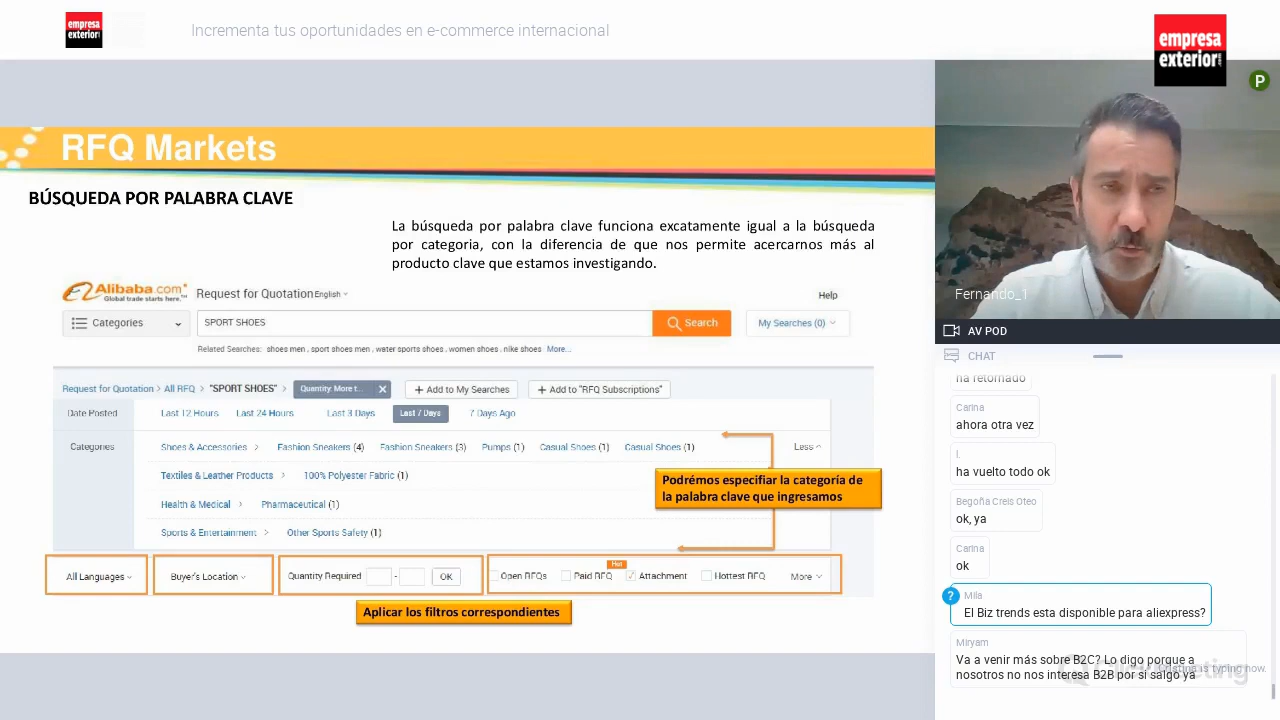 empresa
exterior
Incrementa tus oportunidades en e-commerce internacional
empresa
exterior
.com
P
RFQ Markets
BÚSQUEDA POR PALABRA CLAVE
La búsqueda por palabra clave funciona excatamente igual a la búsqueda
por categoria, con la diferencia de que nos permite acercarnos más al
producto clave que estamos investigando.
Alibaba.com
Global trade starts here.™
Request for Quotation English
Help
Categories
SPORT SHOES
Search
My Searches (0)
Related Searches: shoes men , sport shoes men , water sports shoes , women shoes , nike shoes More...
Request for Quotation > All RFQ > "SPORT SHOES" > Quantity More t... X + Add to My Searches + Add to "RFQ Subscriptions"
Date Posted Last 12 Hours Last 24 Hours Last 3 Days Last 7 Days 7 Days Ago
Categories Shoes & Accessories > Fashion Sneakers (4) Fashion Sneakers (3) Pumps (1) Casual Shoes (1) Casual Shoes (1) Less
Textiles & Leather Products > 100% Polyester Fabric (1)
Health & Medical > Pharmaceutical (1)
Sports & Entertainment > Other Sports Safety (1)
Podrémos especifiar la categoría de
la palabra clave que ingresamos
All Languages Buyer's Location Quantity Required - OK Open RFQs Paid RFQ Hot Attachment Hottest RFQ More
Aplicar los filtros correspondientes
Fernando_1
AV POD
CHAT
ha retornado
Carina
ahora otra vez
I.
ha vuelto todo ok
Begoña Creis Oteo
ok, ya
Carina
ok
?
Mila
El Biz trends esta disponible para aliexpress?
Miryam
Va a venir más sobre B2C? Lo digo porque a
nosotros no nos interesa B2B por si salgo ya
is typing now.